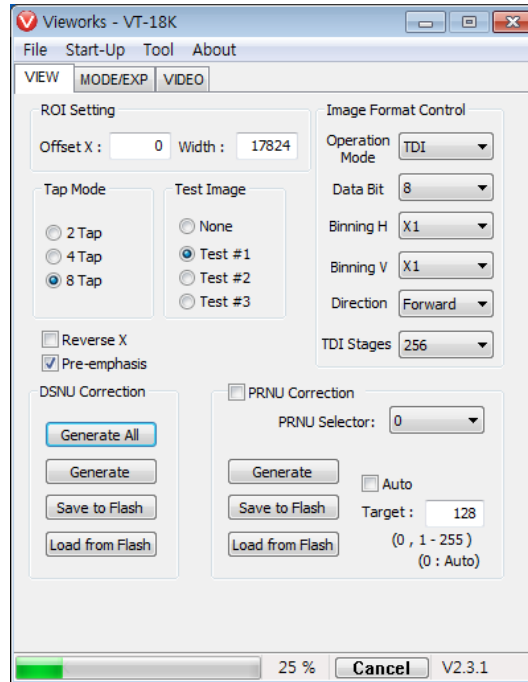 Vieworks - VT-18K
File Start-Up Tool About
VIEW MODE/EXP VIDEO
ROI Setting
Offset X : 0 Width : 17824
Tap Mode
2 Tap
4 Tap
8 Tap
Test Image
None
Test #1
Test #2
Test #3
Image Format Control
Operation Mode TDI
Data Bit 8
Binning H X1
Binning V X1
Direction Forward
TDI Stages 256
Reverse X
Pre-emphasis
DSNU Correction
Generate All
Generate
Save to Flash
Load from Flash
PRNU Correction
PRNU Selector: 0
Generate
Save to Flash
Load from Flash
Auto
Target : 128
(0 , 1 - 255 )
(0 : Auto)
25 % Cancel V2.3.1